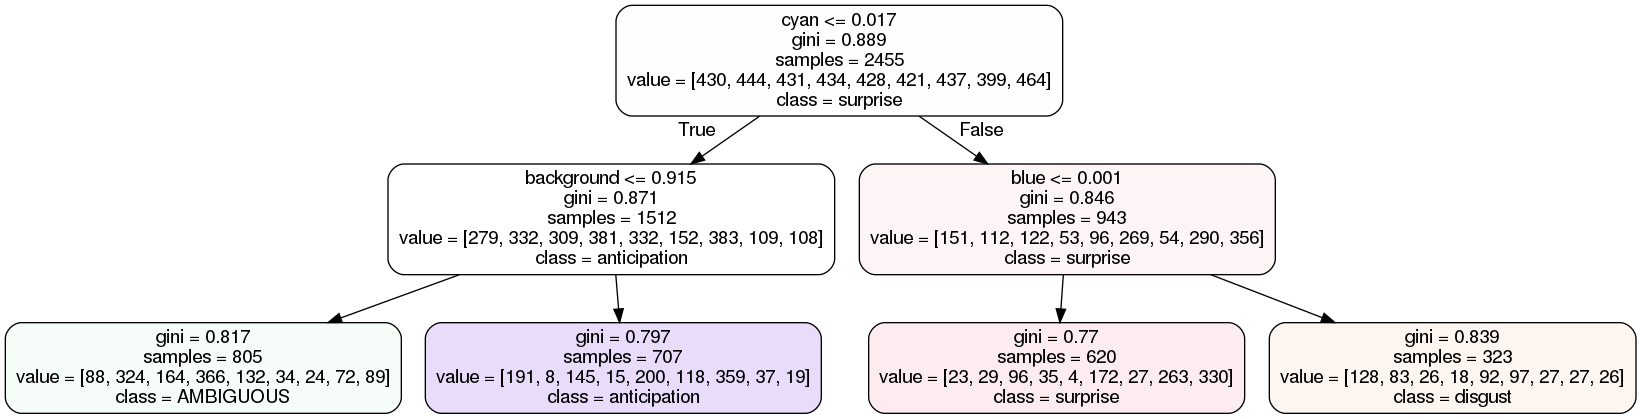 cyan <= 0.017
gini = 0.889
samples = 2455
value = [430, 444, 431, 434, 428, 421, 437, 399, 464]
class = surprise
True
False
background <= 0.915
gini = 0.871
samples = 1512
value = [279, 332, 309, 381, 332, 152, 383, 109, 108]
class = anticipation
blue <= 0.001
gini = 0.846
samples = 943
value = [151, 112, 122, 53, 96, 269, 54, 290, 356]
class = surprise
gini = 0.817
samples = 805
value = [88, 324, 164, 366, 132, 34, 24, 72, 89]
class = AMBIGUOUS
gini = 0.797
samples = 707
value = [191, 8, 145, 15, 200, 118, 359, 37, 19]
class = anticipation
gini = 0.77
samples = 620
value = [23, 29, 96, 35, 4, 172, 27, 263, 330]
class = surprise
gini = 0.839
samples = 323
value = [128, 83, 26, 18, 92, 97, 27, 27, 26]
class = disgust